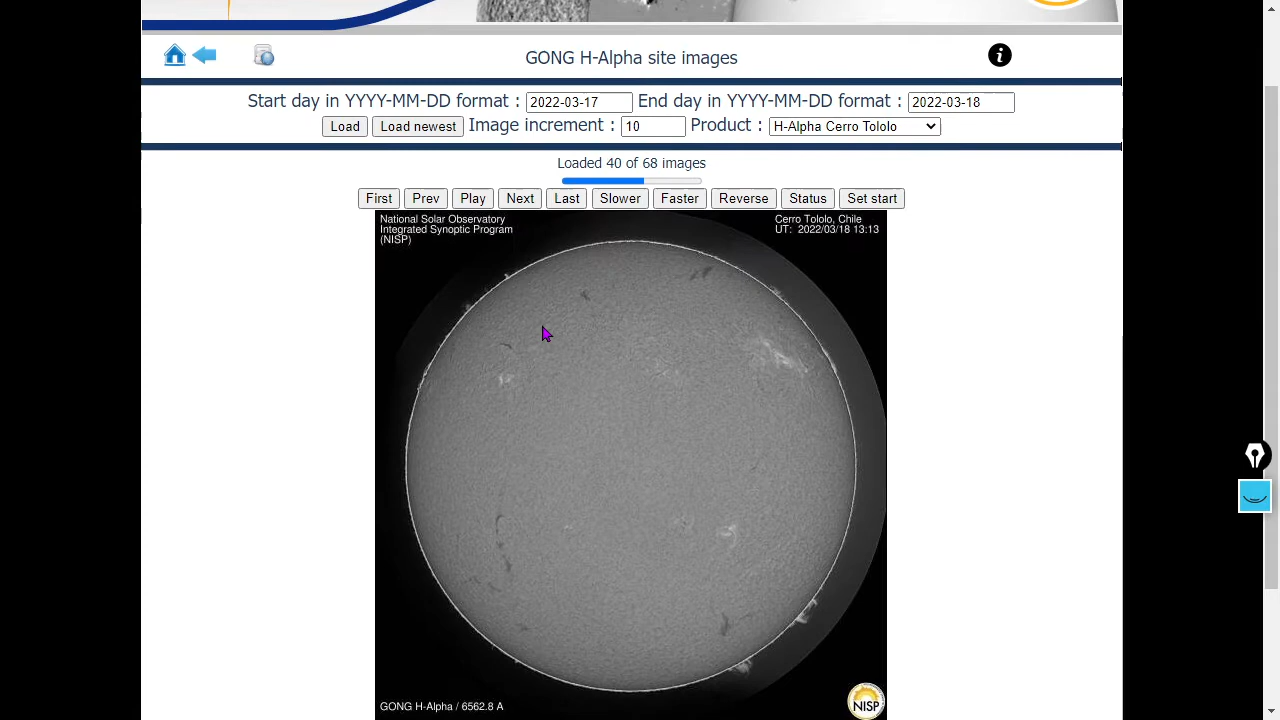 GONG H-Alpha site images
Start day in YYYY-MM-DD format : 2022-03-17 End day in YYYY-MM-DD format : 2022-03-18
Load Load newest Image increment : 10 Product : H-Alpha Cerro Tololo
Loaded 40 of 68 images
First Prev Play Next Last Slower Faster Reverse Status Set start
National Solar Observatory
Integrated Synoptic Program
(NISP)
Cerro Tololo, Chile
UT: 2022/03/18 13:13
GONG H-Alpha / 6562.8 A
NISP